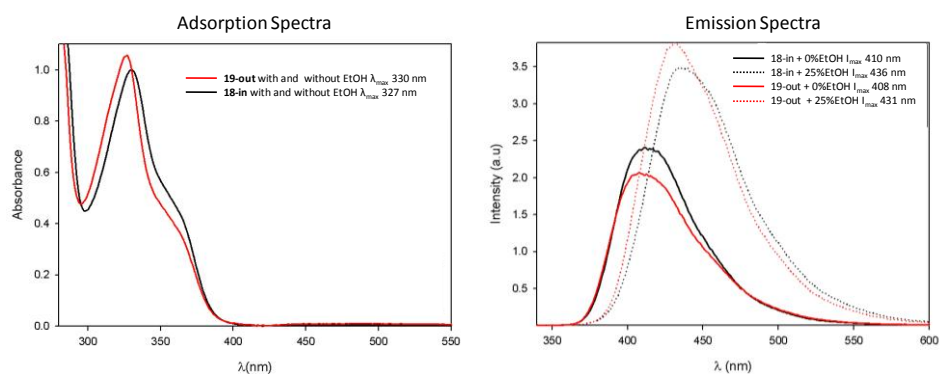 Adsorption Spectra
1.0
0.8
0.6
0.4
0.2
0.0
Absorbance
19-out with and without EtOH λmax 330 nm
18-in with and without EtOH λmax 327 nm
300 350 400 450 500 550
λ(nm)
Emission Spectra
3.5
3.0
2.5
2.0
1.5
1.0
0.5
Intensity (a.u)
18-in + 0%EtOH Imax 410 nm
18-in + 25%EtOH Imax 436 nm
19-out + 0%EtOH Imax 408 nm
19-out + 25%EtOH Imax 431 nm
350 400 450 500 550 600
λ (nm)